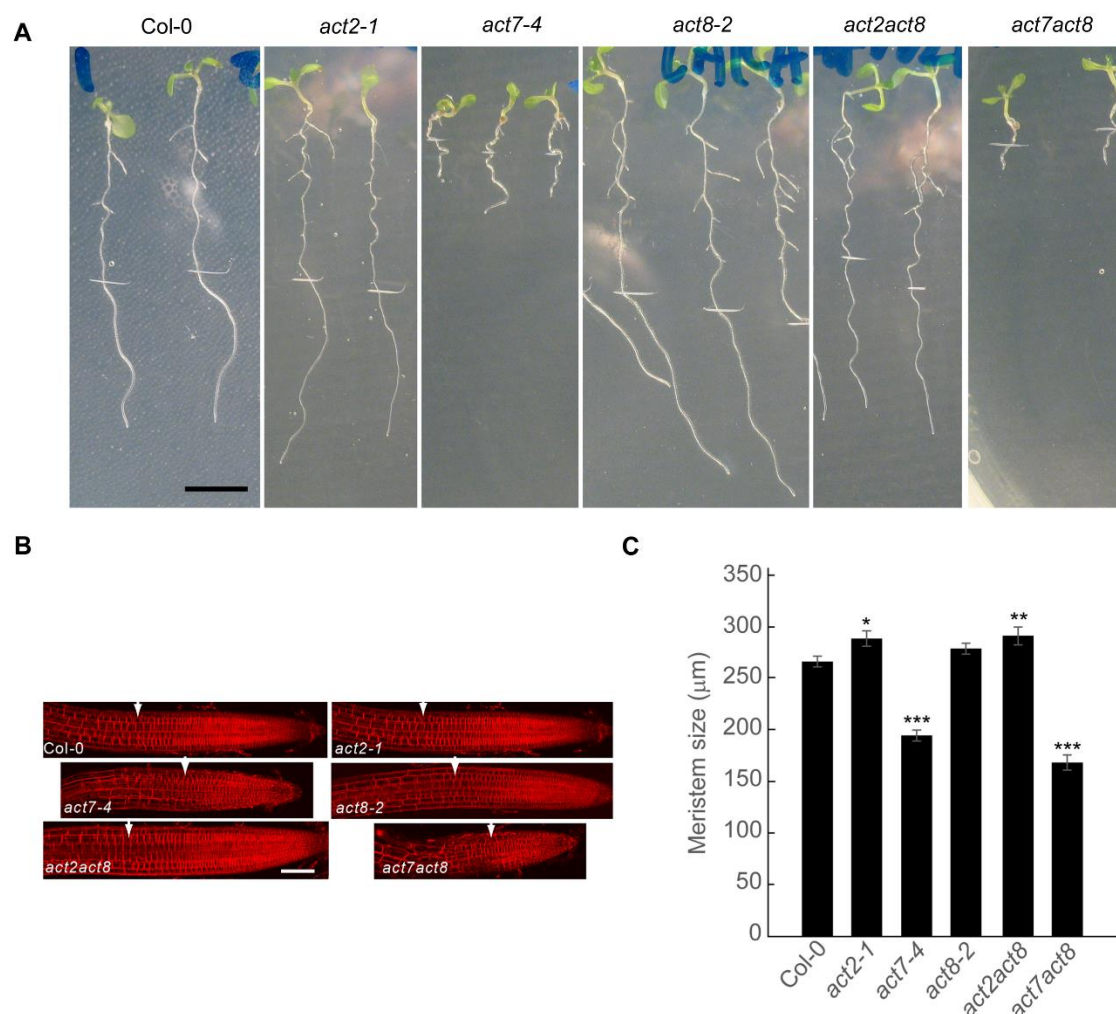 A
Col-0 act2-1 act7-4 act8-2 act2act8 act7act8
B
Col-0 act2-1
act7-4 act8-2
act2act8 act7act8
C
Meristem size (μm)
350
300
250
200
150
100
50
0
* *** ** ***
Col-0 act2-1 act7-4 act8-2 act2act8 act7act8